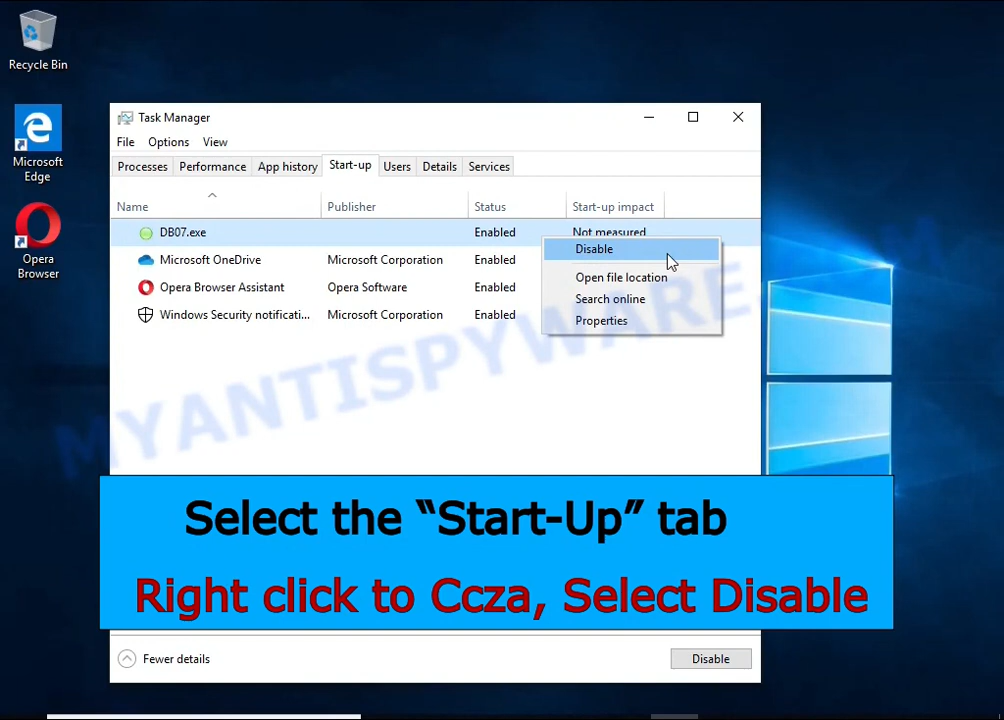 Recycle Bin
Microsoft
Edge
Opera
Browser
Task Manager
File Options View
Processes Performance App history Start-up Users Details Services
Name Publisher Status Start-up impact
DB07.exe Enabled Not measured
Microsoft OneDrive Microsoft Corporation Enabled
Opera Browser Assistant Opera Software Enabled
Windows Security notificati... Microsoft Corporation Enabled
Disable
Open file location
Search online
Properties
MYANTISPYWARE.COM
Select the “Start-Up” tab
Right click to Ccza, Select Disable
Fewer details Disable